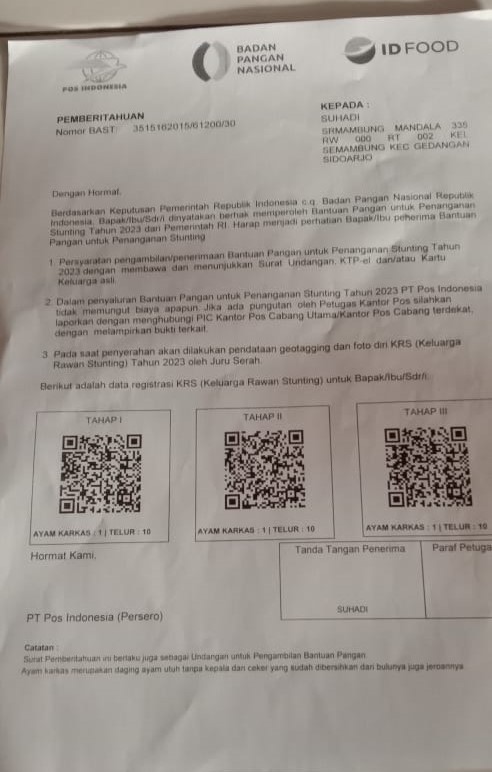 POS INDONESIA
BADAN
PANGAN
NASIONAL
ID FOOD
PEMBERITAHUAN
Nomor BAST: 3515162015/61200/30
KEPADA :
SUHADI
SRMAMBUNG MANDALA 335
RW 000 RT 002 KEL
SEMAMBUNG KEC GEDANGAN
SIDOARJO
Dengan Hormat,
Berdasarkan Keputusan Pemerintah Republik Indonesia c.q. Badan Pangan Nasional Republik
Indonesia, Bapak/Ibu/Sdr/i dinyatakan berhak memperoleh Bantuan Pangan untuk Penanganan
Stunting Tahun 2023 dari Pemerintah RI. Harap menjadi perhatian Bapak/Ibu penerima Bantuan
Pangan untuk Penanganan Stunting
1. Persyaratan pengambilan/penerimaan Bantuan Pangan untuk Penanganan Stunting Tahun
2023 dengan membawa dan menunjukkan Surat Undangan, KTP-el dan/atau Kartu
Keluarga asli.
2. Dalam penyaluran Bantuan Pangan untuk Penanganan Stunting Tahun 2023 PT Pos Indonesia
tidak memungut biaya apapun. Jika ada pungutan oleh Petugas Kantor Pos silahkan
laporkan dengan menghubungi PIC Kantor Pos Cabang Utama/Kantor Pos Cabang terdekat,
dengan melampirkan bukti terkait.
3. Pada saat penyerahan akan dilakukan pendataan geotagging dan foto diri KRS (Keluarga
Rawan Stunting) Tahun 2023 oleh Juru Serah.
Berikut adalah data registrasi KRS (Keluarga Rawan Stunting) untuk Bapak/Ibu/Sdr/i:
TAHAP I
TAHAP II
TAHAP III
AYAM KARKAS : 1 | TELUR : 10
AYAM KARKAS : 1 | TELUR : 10
AYAM KARKAS : 1 | TELUR : 10
Hormat Kami,
Tanda Tangan Penerima
Paraf Petuga
PT Pos Indonesia (Persero)
SUHADI
Catatan :
Surat Pemberitahuan ini berlaku juga sebagai Undangan untuk Pengambilan Bantuan Pangan
Ayam karkas merupakan daging ayam utuh tanpa kepala dan ceker yang sudah dibersihkan dari bulunya juga jeroannya